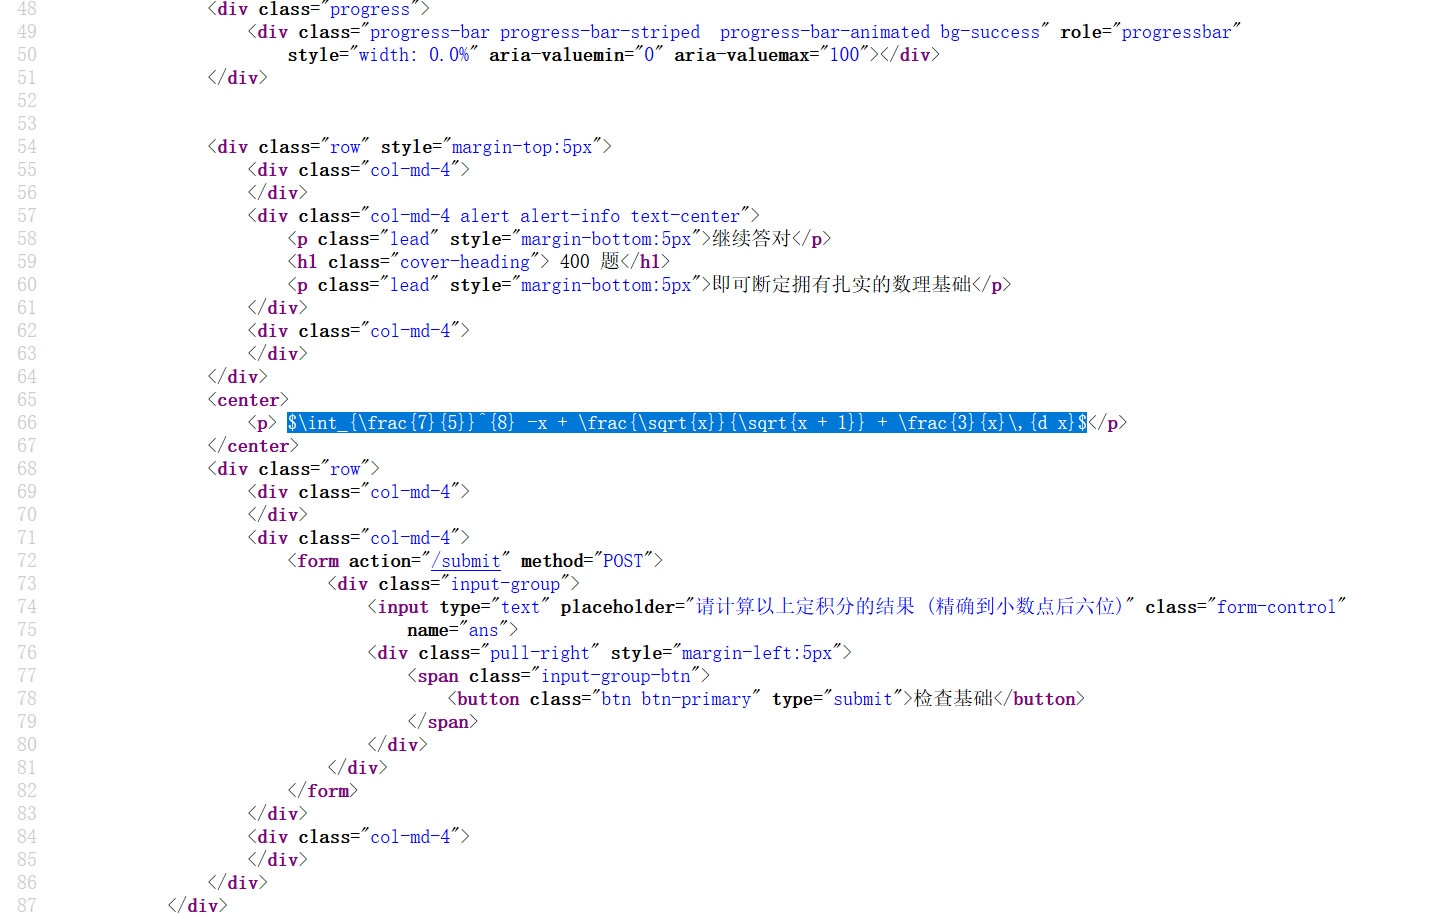 48 <div class="progress">
49 <div class="progress-bar progress-bar-striped  progress-bar-animated bg-success" role="progressbar"
50 style="width: 0.0%" aria-valuemin="0" aria-valuemax="100"></div>
51 </div>
52
53
54 <div class="row" style="margin-top:5px">
55 <div class="col-md-4">
56 </div>
57 <div class="col-md-4 alert alert-info text-center">
58 <p class="lead" style="margin-bottom:5px">继续答对</p>
59 <h1 class="cover-heading"> 400 题</h1>
60 <p class="lead" style="margin-bottom:5px">即可断定拥有扎实的数理基础</p>
61 </div>
62 <div class="col-md-4">
63 </div>
64 </div>
65 <center>
66 <p> $\int_{\frac{7}{5}}^{8} -x + \frac{\sqrt{x}}{\sqrt{x + 1}} + \frac{3}{x}\,{d x}$</p>
67 </center>
68 <div class="row">
69 <div class="col-md-4">
70 </div>
71 <div class="col-md-4">
72 <form action="/submit" method="POST">
73 <div class="input-group">
74 <input type="text" placeholder="请计算以上定积分的结果 (精确到小数点后六位)" class="form-control"
75 name="ans">
76 <div class="pull-right" style="margin-left:5px">
77 <span class="input-group-btn">
78 <button class="btn btn-primary" type="submit">检查基础</button>
79 </span>
80 </div>
81 </div>
82 </form>
83 </div>
84 <div class="col-md-4">
85 </div>
86 </div>
87 </div>